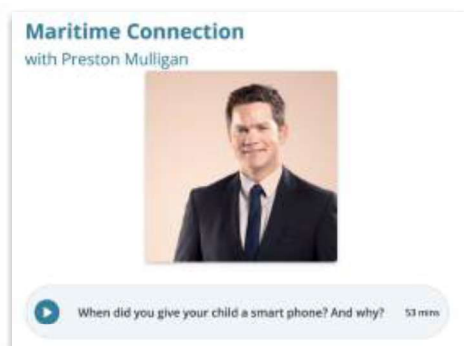 Maritime Connection
with Preston Mulligan
When did you give your child a smart phone? And why? 53 mins